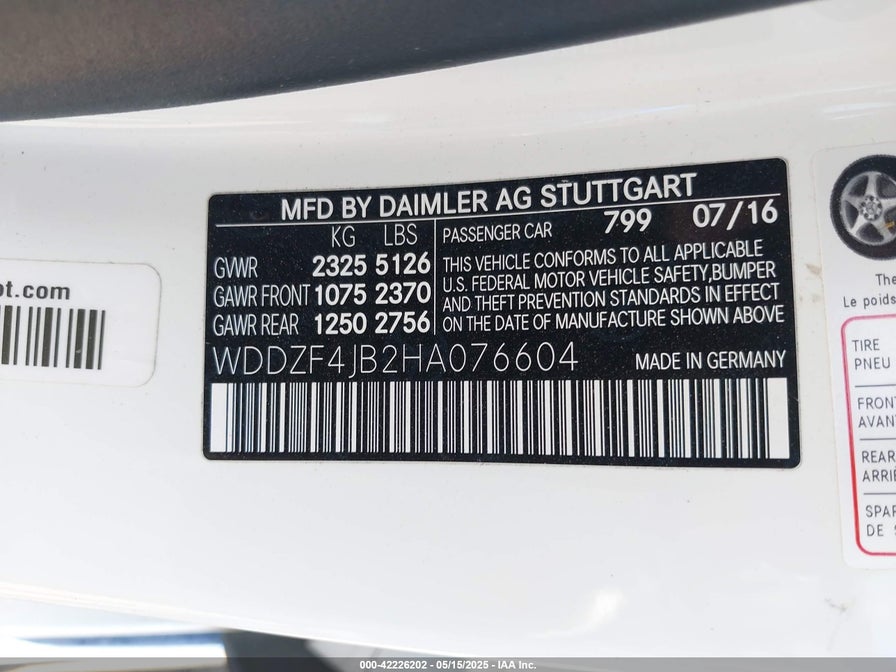 MFD BY DAIMLER AG STUTTGART
KG LBS
GVWR 2325 5126
GAWR FRONT 1075 2370
GAWR REAR 1250 2756
PASSENGER CAR 799 07/16
THIS VEHICLE CONFORMS TO ALL APPLICABLE
U.S. FEDERAL MOTOR VEHICLE SAFETY,BUMPER
AND THEFT PREVENTION STANDARDS IN EFFECT
ON THE DATE OF MANUFACTURE SHOWN ABOVE
WDDZF4JB2HA076604 MADE IN GERMANY
ot.com
The
Le poids
TIRE
PNEU
FRONT
AVAN
REAR
ARRIÈ
SPAR
DE
000-42226202 - 05/15/2025 - IAA Inc.